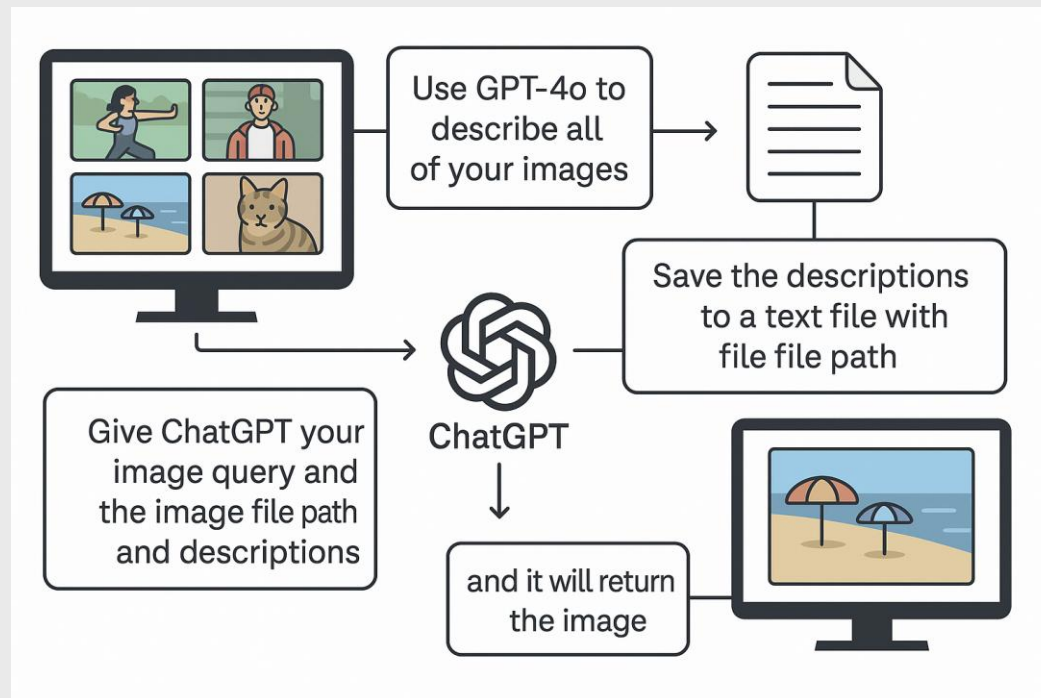 Use GPT-4o to
describe all
of your images
Save the descriptions
to a text file with
file file path
Give ChatGPT your
image query and
the image file path
and descriptions
ChatGPT
and it will return
the image